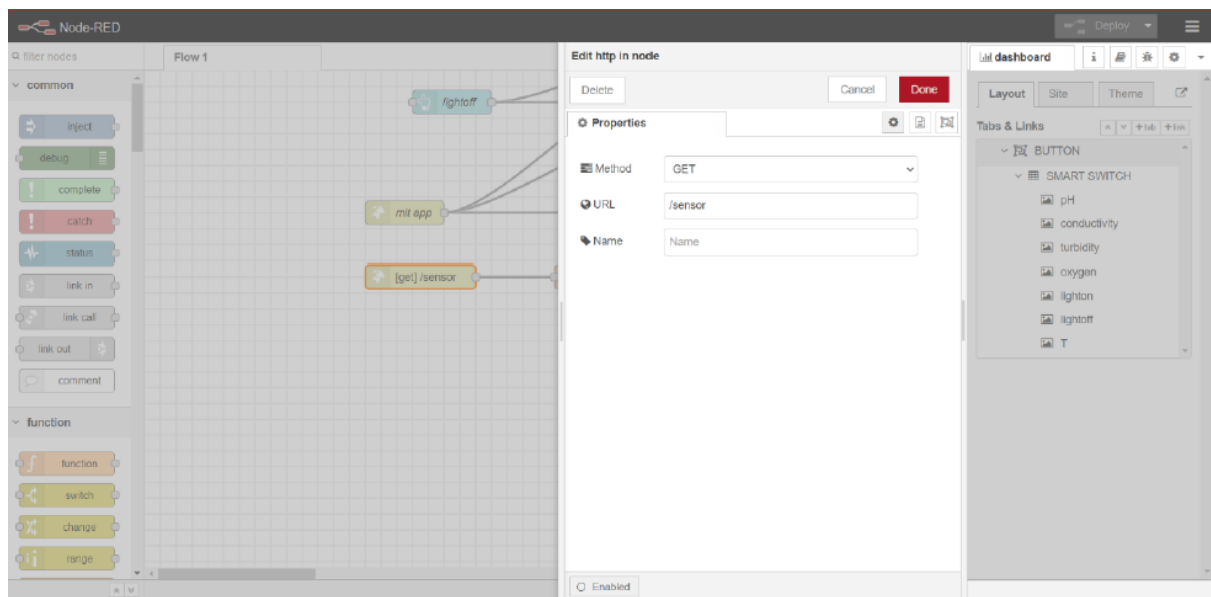 Node-RED
Deploy
filter nodes
common
inject
debug
complete
catch
status
link in
link call
link out
comment
function
function
switch
change
range
Flow 1
lightoff
mit app
[get] /sensor
Edit http in node
Delete
Cancel
Done
Properties
Method
GET
URL
/sensor
Name
Name
Enabled
dashboard
i
Layout
Site
Theme
Tabs & Links
+tab
+link
BUTTON
SMART SWITCH
pH
conductivity
turbidity
oxygen
lighton
lightoff
T